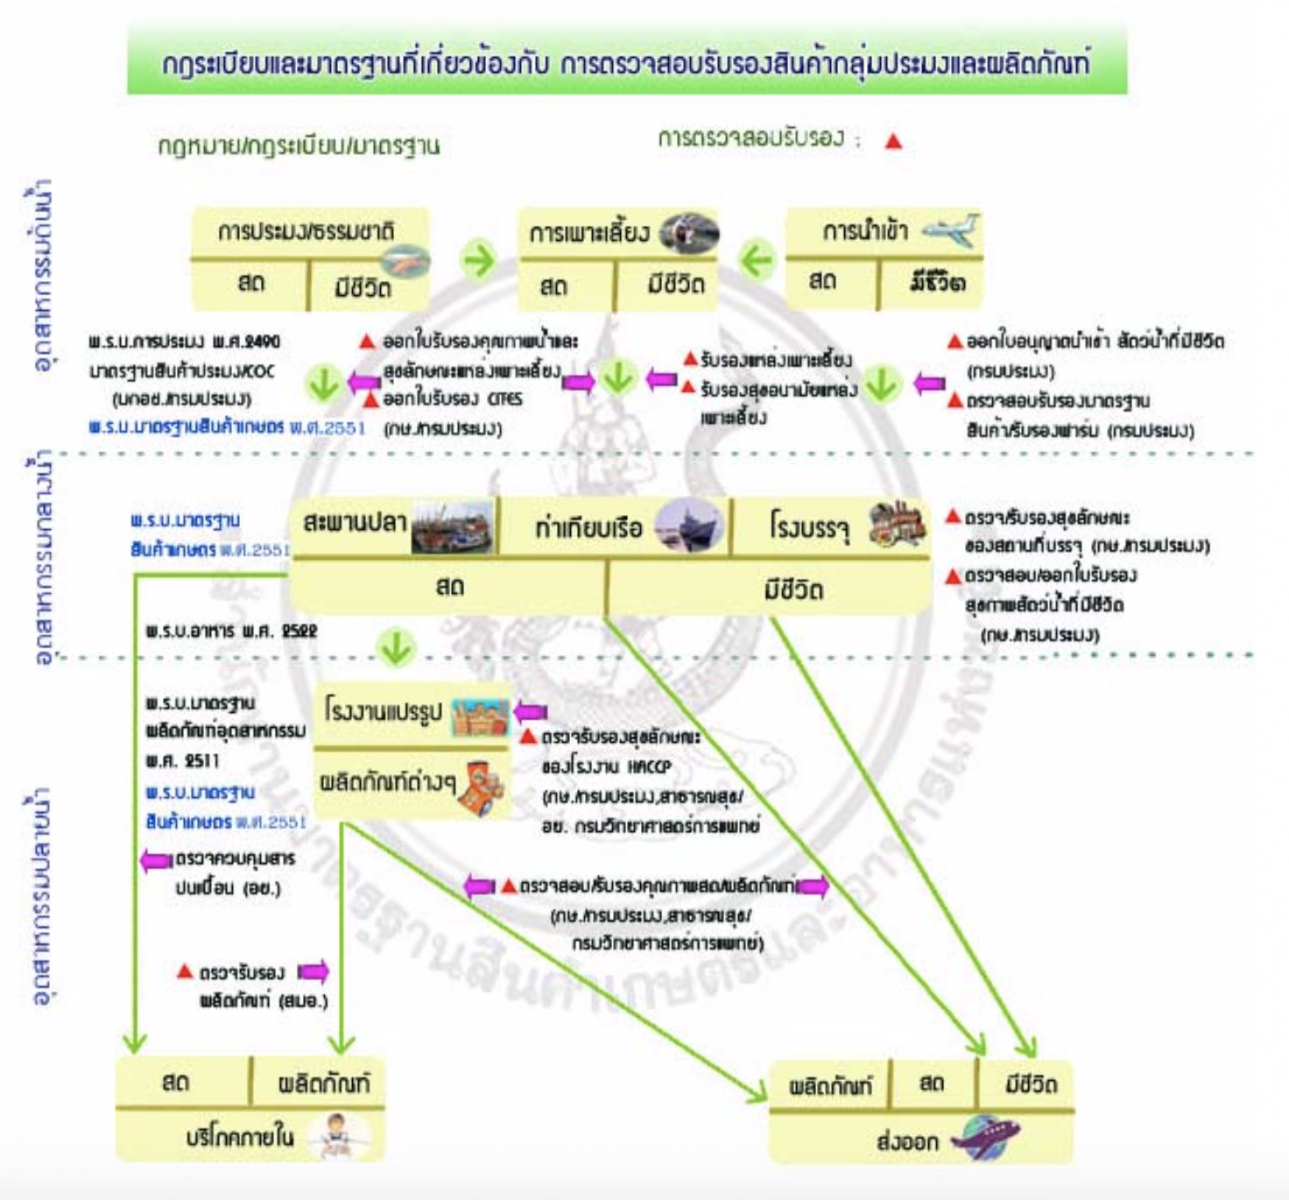 กฎระเบียบและมาตรฐานที่เกี่ยวข้องกับ การตรวจสอบรับรองสินค้ากลุ่มประมงและผลิตภัณฑ์
กฎหมาย/กฎระเบียบ/มาตรฐาน
การตรวจสอบรับรอง : ▲
อุตสาหกรรมต้นน้ำ
การประมง/ธรรมชาติ
สด
มีชีวิต
การเพาะเลี้ยง
สด
มีชีวิต
การนำเข้า
สด
มีชีวิต
พ.ร.บ.การประมง พ.ศ.2490
มาตรฐานสินค้าประมง/COC
(มกอช./กรมประมง)
พ.ร.บ.มาตรฐานสินค้าเกษตร พ.ศ.2551
▲ ออกใบรับรองคุณภาพน้ำและ
สุขลักษณะแหล่งเพาะเลี้ยง
▲ ออกใบรับรอง CITES
(กษ./กรมประมง)
▲ รับรองแหล่งเพาะเลี้ยง
▲ รับรองสุขอนามัยแหล่ง
เพาะเลี้ยง
▲ ออกใบอนุญาตนำเข้า สัตว์น้ำที่มีชีวิต
(กรมประมง)
▲ ตรวจสอบรับรองมาตรฐาน
สินค้า/รับรองฟาร์ม (กรมประมง)
อุตสาหกรรมกลางน้ำ
พ.ร.บ.มาตรฐาน
สินค้าเกษตร พ.ศ.2551
สะพานปลา
ท่าเทียบเรือ
โรงบรรจุ
สด
มีชีวิต
▲ ตรวจ/รับรองสุขลักษณะ
ของสถานที่บรรจุ (กษ./กรมประมง)
▲ ตรวจสอบ/ออกใบรับรอง
สุขภาพสัตว์น้ำที่มีชีวิต
(กษ./กรมประมง)
พ.ร.บ.อาหาร พ.ศ. 2522
อุตสาหกรรมปลายน้ำ
พ.ร.บ.มาตรฐาน
ผลิตภัณฑ์อุตสาหกรรม
พ.ศ. 2511
พ.ร.บ.มาตรฐาน
สินค้าเกษตร พ.ศ.2551
โรงงานแปรรูป
ผลิตภัณฑ์ต่างๆ
▲ ตรวจรับรองสุขลักษณะ
ของโรงงาน HACCP
(กษ./กรมประมง,สาธารณสุข/
อย. กรมวิทยาศาสตร์การแพทย์
ตรวจควบคุมสาร
ปนเปื้อน (อย.)
▲ ตรวจสอบ/รับรองคุณภาพสด/ผลิตภัณฑ์
(กษ./กรมประมง,สาธารณสุข/
กรมวิทยาศาสตร์การแพทย์)
▲ ตรวจรับรอง
ผลิตภัณฑ์ (สมอ.)
สด
ผลิตภัณฑ์
บริโภคภายใน
ผลิตภัณฑ์
สด
มีชีวิต
ส่งออก
สำนักงานมาตรฐานสินค้าเกษตรและอาหารแห่งชาติ